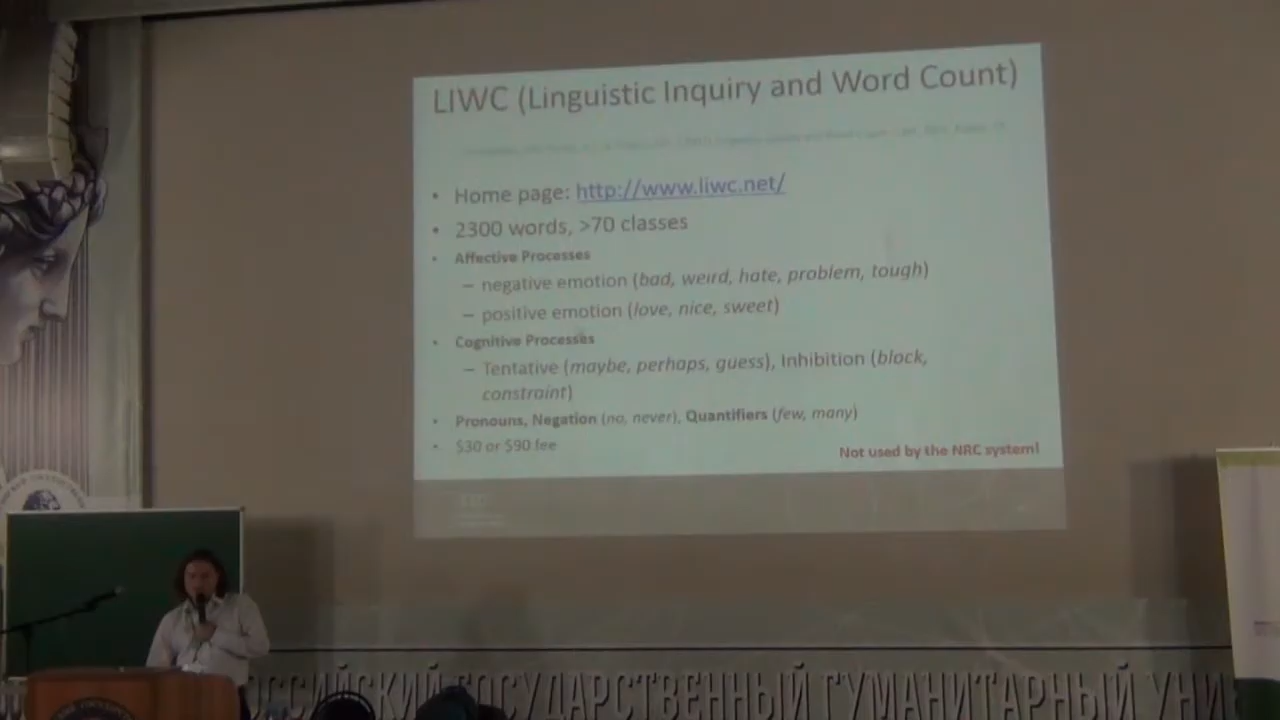 LIWC (Linguistic Inquiry and Word Count)
• Home page: http://www.liwc.net/
• 2300 words, >70 classes
• Affective Processes
– negative emotion (bad, weird, hate, problem, tough)
– positive emotion (love, nice, sweet)
• Cognitive Processes
– Tentative (maybe, perhaps, guess), Inhibition (block,
constraint)
• Pronouns, Negation (no, never), Quantifiers (few, many)
• $30 or $90 fee
Not used by the NRC system!
ГОСУДАРСТВЕННЫЙ ГУМАНИТАРНЫЙ